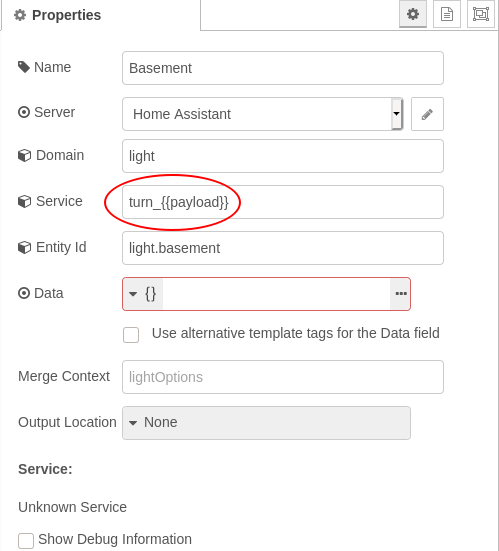 Properties
Name Basement
Server Home Assistant
Domain light
Service turn_{{payload}}
Entity Id light.basement
Data {}
Use alternative template tags for the Data field
Merge Context lightOptions
Output Location None
Service:
Unknown Service
Show Debug Information